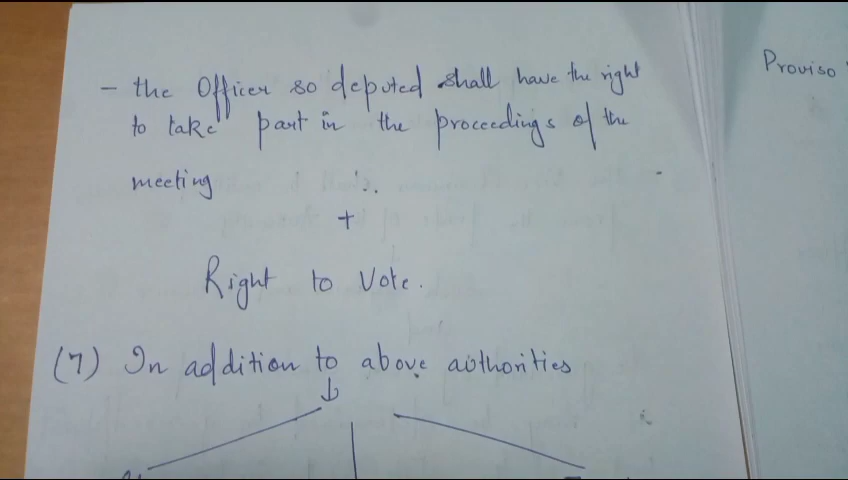 - the Officer so deputed shall have the right
to take part in the proceedings of the
meeting
+
Right to Vote.
(7) In addition to above authorities
Proviso